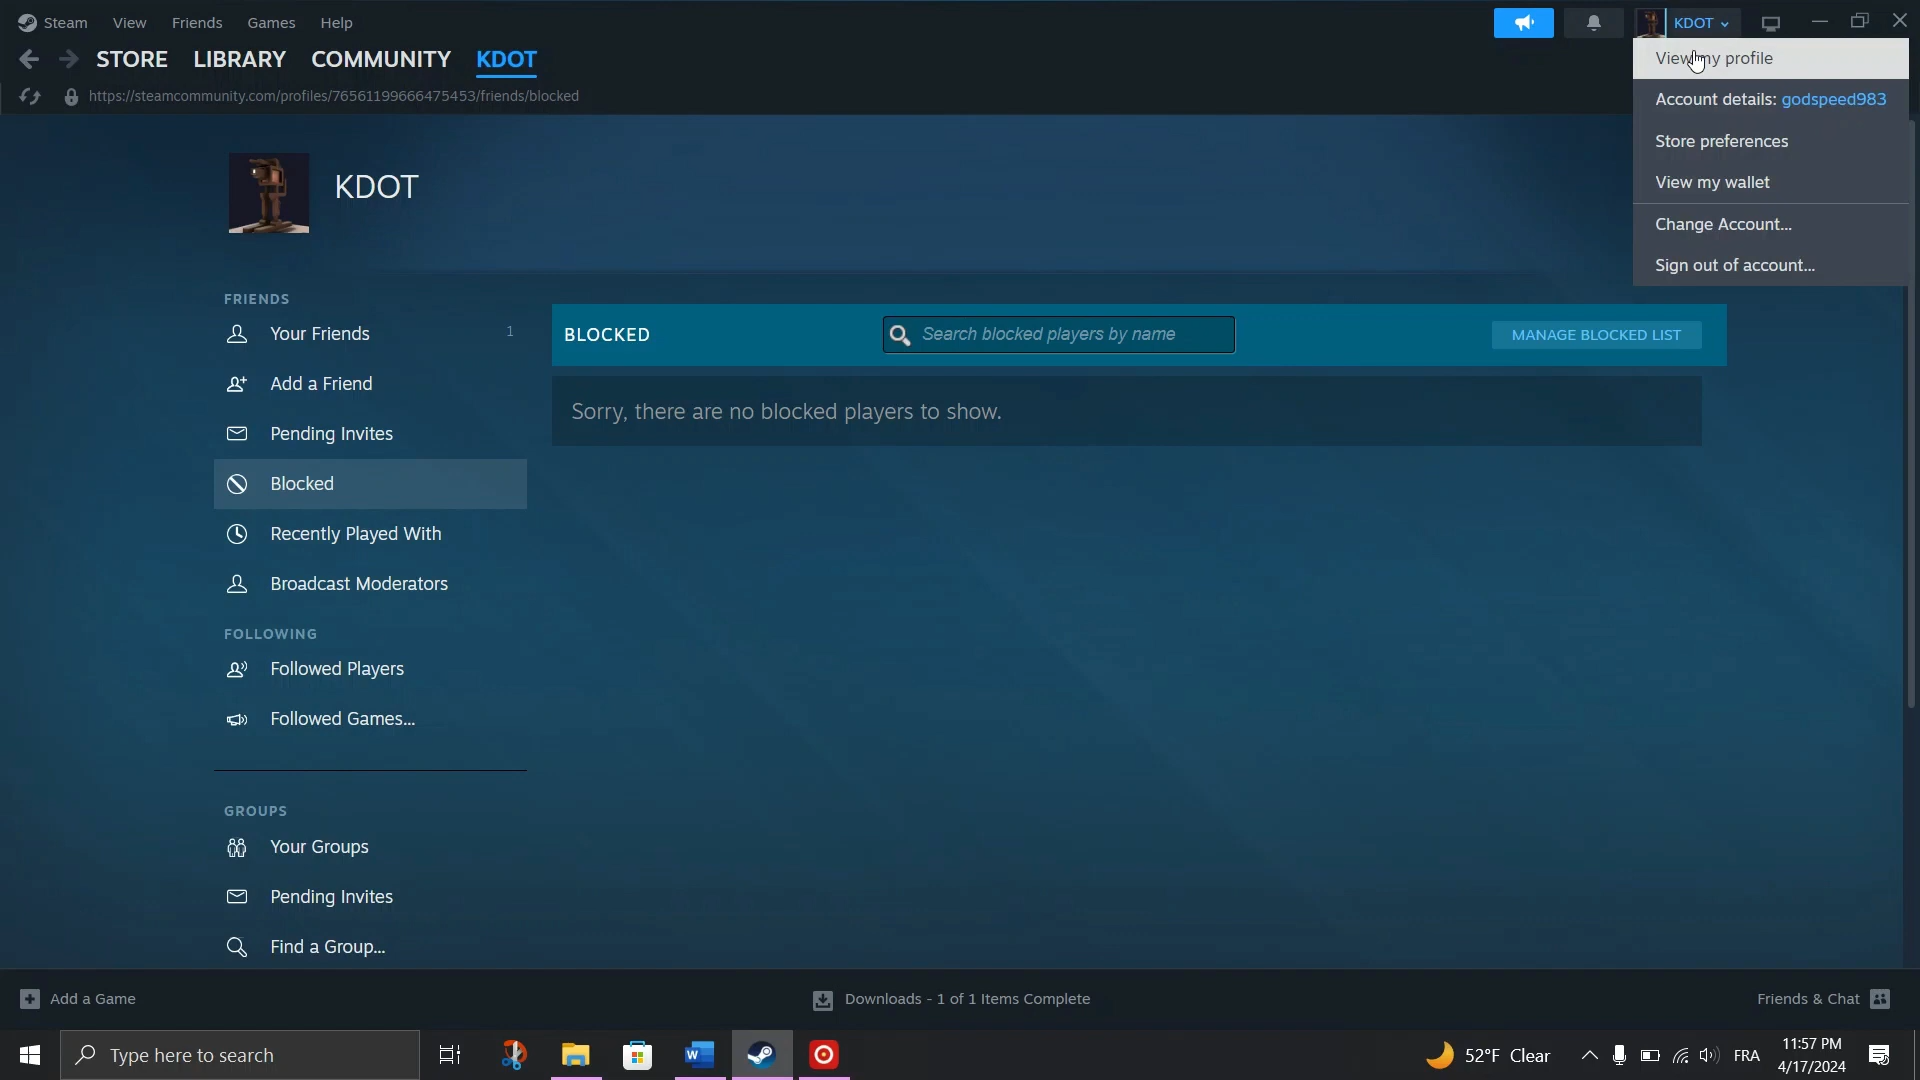 Steam View Friends Games Help KDOT
STORE LIBRARY COMMUNITY KDOT
https://steamcommunity.com/profiles/76561199666475453/friends/blocked
View my profile
Account details: godspeed983
Store preferences
View my wallet
Change Account...
Sign out of account...
KDOT
FRIENDS
Your Friends 1
Add a Friend
Pending Invites
Blocked
Recently Played With
Broadcast Moderators
FOLLOWING
Followed Players
Followed Games...
GROUPS
Your Groups
Pending Invites
Find a Group...
BLOCKED Search blocked players by name MANAGE BLOCKED LIST
Sorry, there are no blocked players to show.
Add a Game Downloads - 1 of 1 Items Complete Friends & Chat
Type here to search W 52°F Clear FRA 11:57 PM
4/17/2024